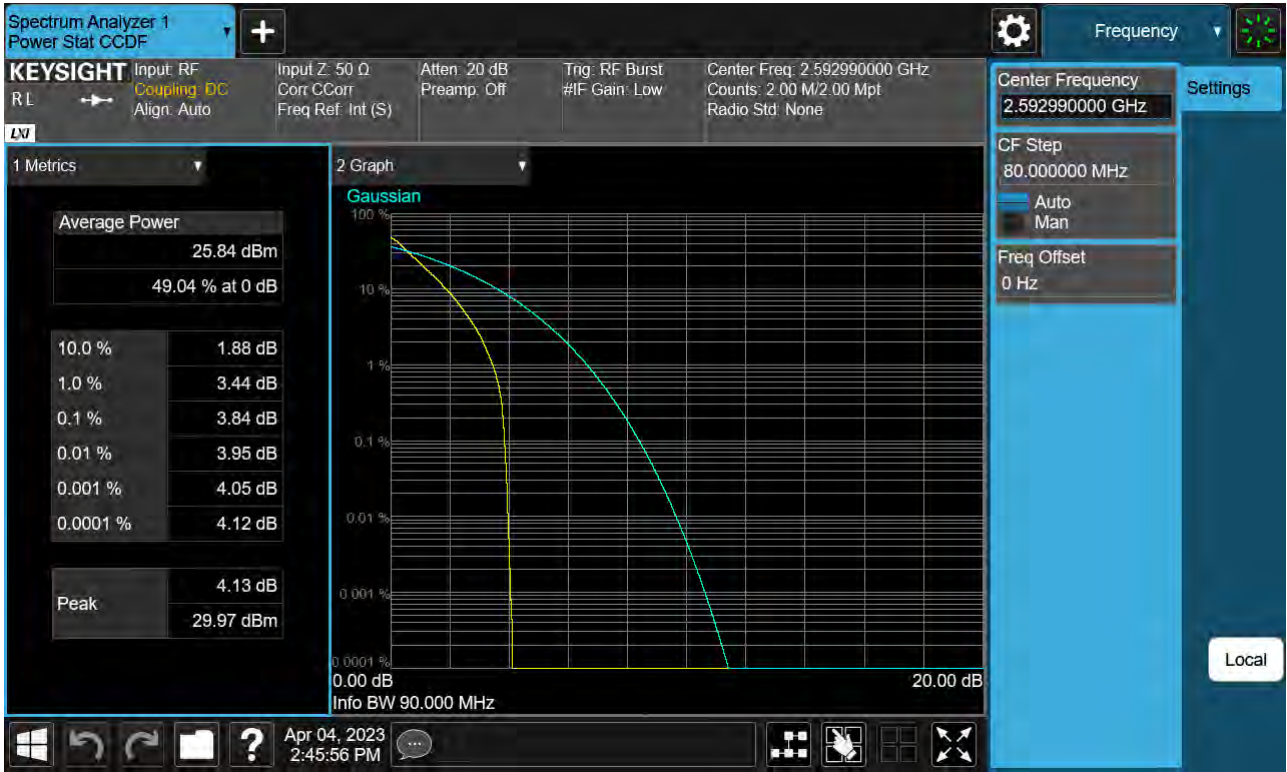 Spectrum Analyzer 1
Power Stat CCDF
+
Frequency
KEYSIGHT
RL
LXI
Input: RF
Coupling: DC
Align: Auto
Input Z: 50 Ω
Corr CCorr
Freq Ref: Int (S)
Atten: 20 dB
Preamp: Off
Trig: RF Burst
#IF Gain: Low
Center Freq: 2.592990000 GHz
Counts: 2.00 M/2.00 Mpt
Radio Std: None
Center Frequency
2.592990000 GHz
Settings
CF Step
80.000000 MHz
Auto
Man
Freq Offset
0 Hz
1 Metrics
Average Power
25.84 dBm
49.04 % at 0 dB
10.0 % 1.88 dB
1.0 % 3.44 dB
0.1 % 3.84 dB
0.01 % 3.95 dB
0.001 % 4.05 dB
0.0001 % 4.12 dB
Peak
4.13 dB
29.97 dBm
2 Graph
Gaussian
100 %
10 %
1 %
0.1 %
0.01 %
0.001 %
0.0001 %
0.00 dB 20.00 dB
Info BW 90.000 MHz
Local
?
Apr 04, 2023
2:45:56 PM